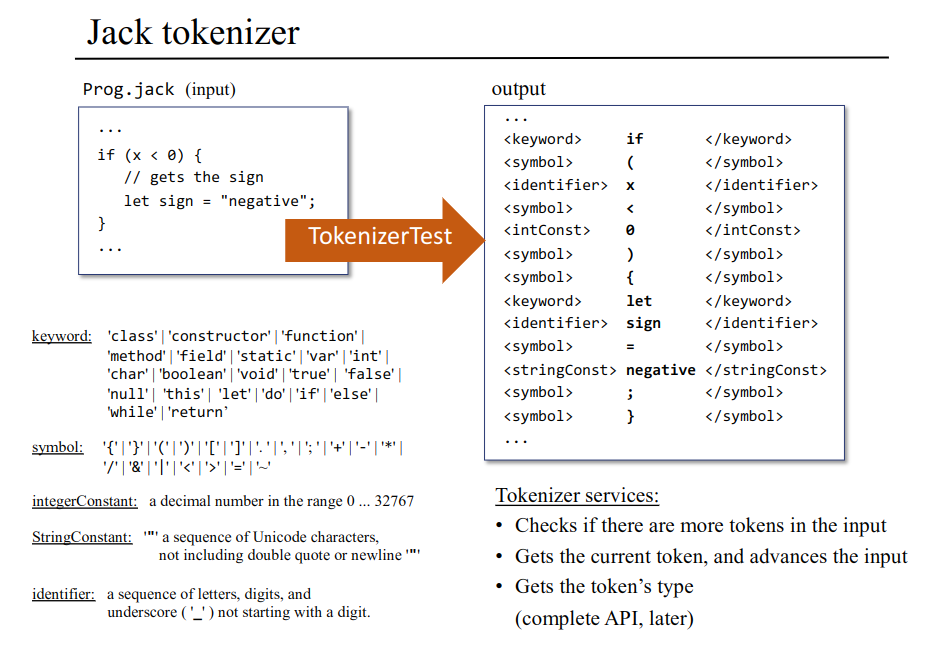 Jack tokenizer
Prog.jack (input)
...
if (x < 0) {
// gets the sign
let sign = "negative";
}
...
TokenizerTest
output
...
<keyword> if </keyword>
<symbol> ( </symbol>
<identifier> x </identifier>
<symbol> < </symbol>
<intConst> 0 </intConst>
<symbol> ) </symbol>
<symbol> { </symbol>
<keyword> let </keyword>
<identifier> sign </identifier>
<symbol> = </symbol>
<stringConst> negative </stringConst>
<symbol> ; </symbol>
<symbol> } </symbol>
...
keyword: 'class'|'constructor'|'function'|
'method'|'field'|'static'|'var'|'int'|
'char'|'boolean'|'void'|'true'| 'false'|
'null'| 'this'| 'let'|'do'|'if'|'else'|
'while'|'return’
symbol: '{'|'}'|'('|')'|'['|']'|'. '|', '|'; '|'+'|'-'|'*'|
'/'|'&'|'|'|'<'|'>'|'='|'~'
integerConstant: a decimal number in the range 0 ... 32767
StringConstant: '"' a sequence of Unicode characters,
not including double quote or newline '"'
identifier: a sequence of letters, digits, and
underscore ( '_' ) not starting with a digit.
Tokenizer services:
• Checks if there are more tokens in the input
• Gets the current token, and advances the input
• Gets the token’s type
(complete API, later)